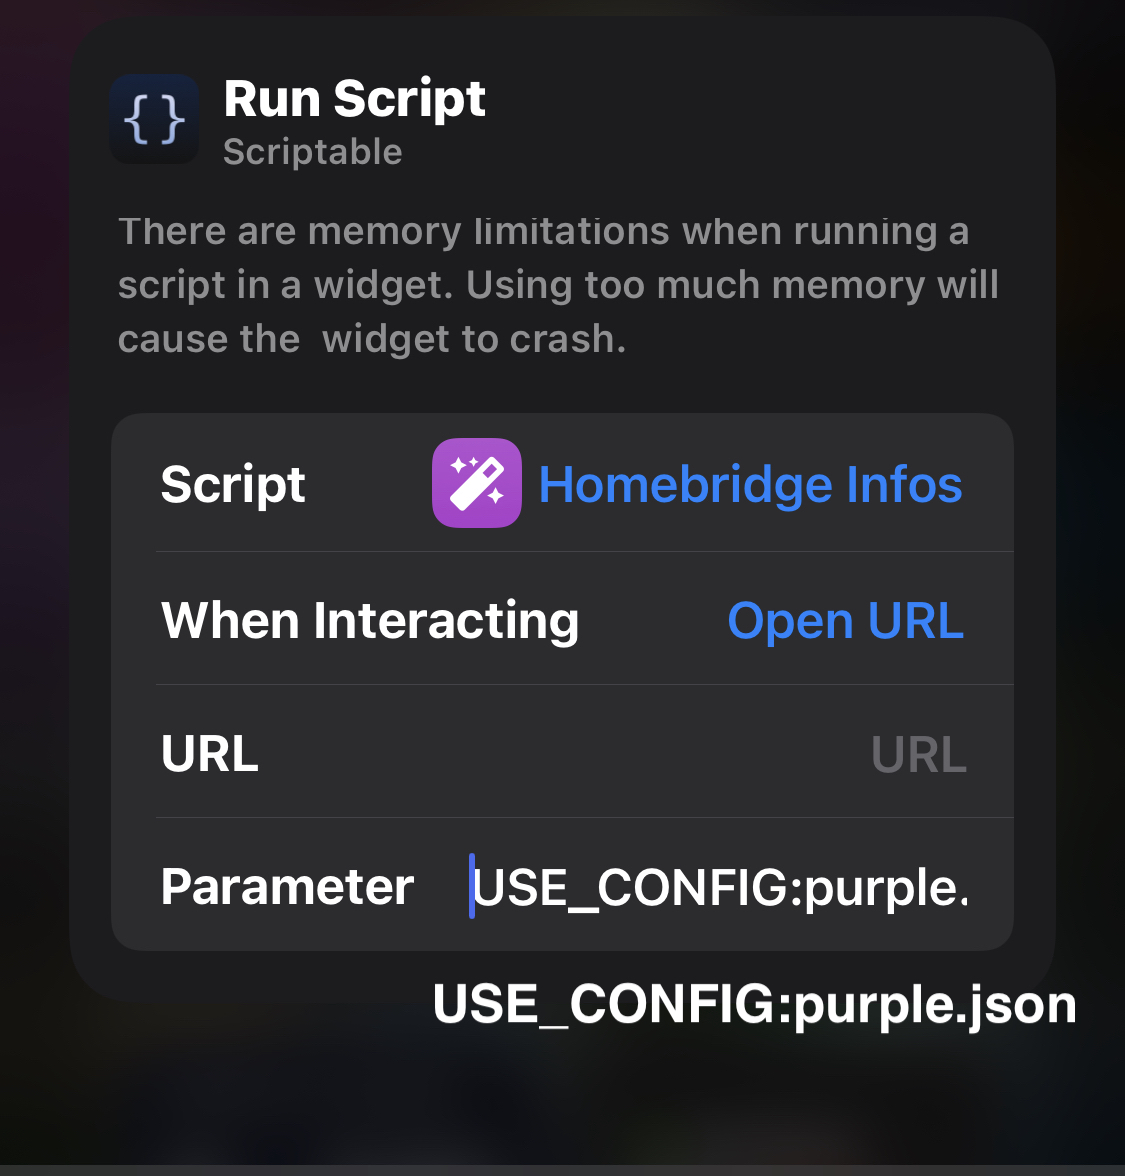 {}
Run Script
Scriptable
There are memory limitations when running a
script in a widget. Using too much memory will
cause the  widget to crash.
Script Homebridge Infos
When Interacting Open URL
URL URL
Parameter USE_CONFIG:purple.
USE_CONFIG:purple.json